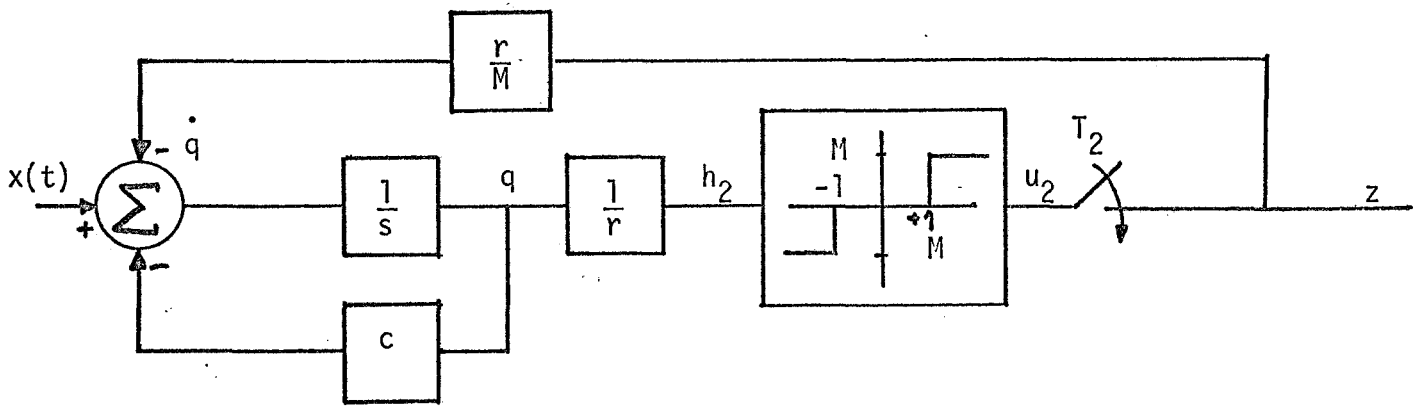 r
M
- q̇
x(t)
+
Σ
-
1
s
q
1
r
h₂
M
-1
+1
M
u₂
T₂
z
c